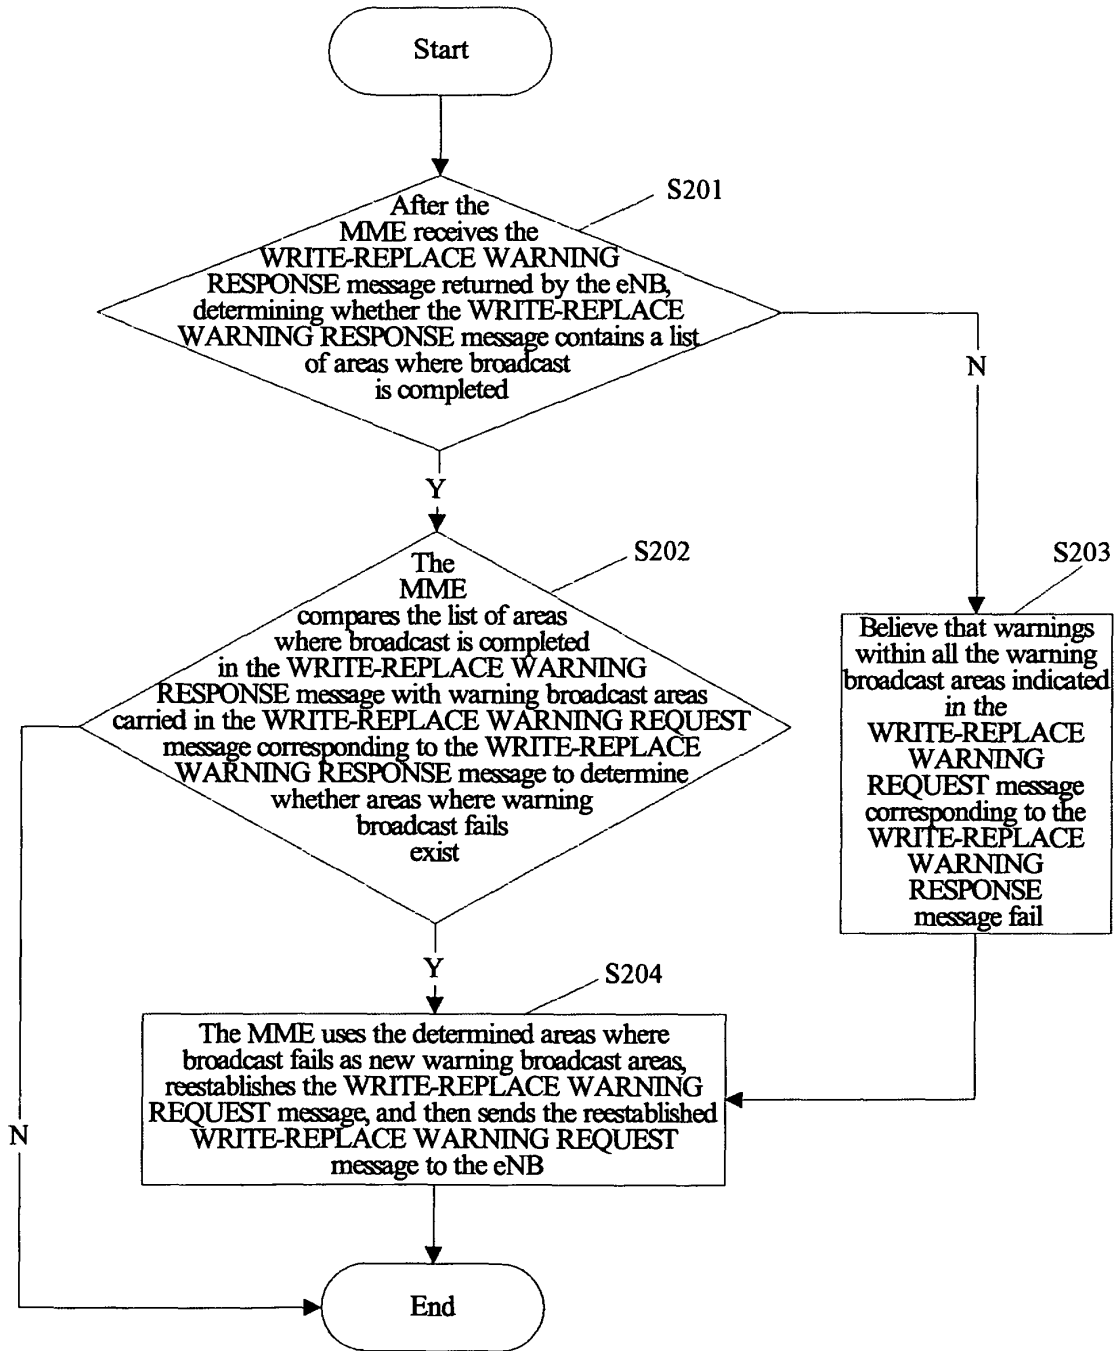 Start
S201
After the
MME receives the
WRITE-REPLACE WARNING
RESPONSE message returned by the eNB,
determining whether the WRITE-REPLACE
WARNING RESPONSE message contains a list
of areas where broadcast
is completed
N
Y
S202
The
MME
compares the list of areas
where broadcast is completed
in the WRITE-REPLACE WARNING
RESPONSE message with warning broadcast areas
carried in the WRITE-REPLACE WARNING REQUEST
message corresponding to the WRITE-REPLACE
WARNING RESPONSE message to determine
whether areas where warning
broadcast fails
exist
S203
Believe that warnings
within all the warning
broadcast areas indicated
in the
WRITE-REPLACE
WARNING
REQUEST message
corresponding to the
WRITE-REPLACE
WARNING
RESPONSE
message fail
Y
S204
The MME uses the determined areas where
broadcast fails as new warning broadcast areas,
reestablishes the WRITE-REPLACE WARNING
REQUEST message, and then sends the reestablished
WRITE-REPLACE WARNING REQUEST
message to the eNB
N
End